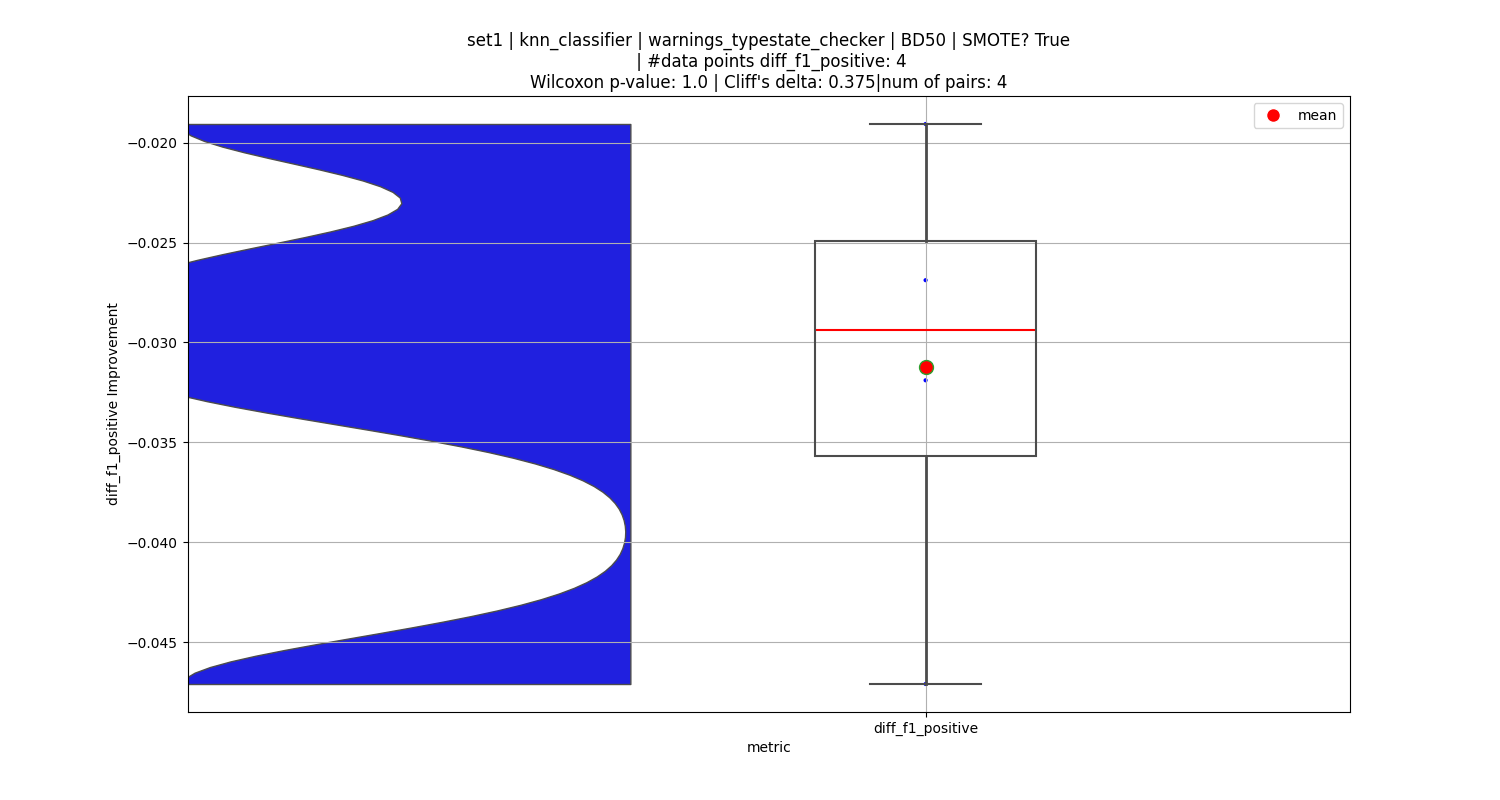 set1 | knn_classifier | warnings_typestate_checker | BD50 | SMOTE? True
| #data points diff_f1_positive: 4
Wilcoxon p-value: 1.0 | Cliff's delta: 0.375|num of pairs: 4
mean
−0.020
−0.025
−0.030
−0.035
−0.040
−0.045
diff_f1_positive Improvement
diff_f1_positive
metric